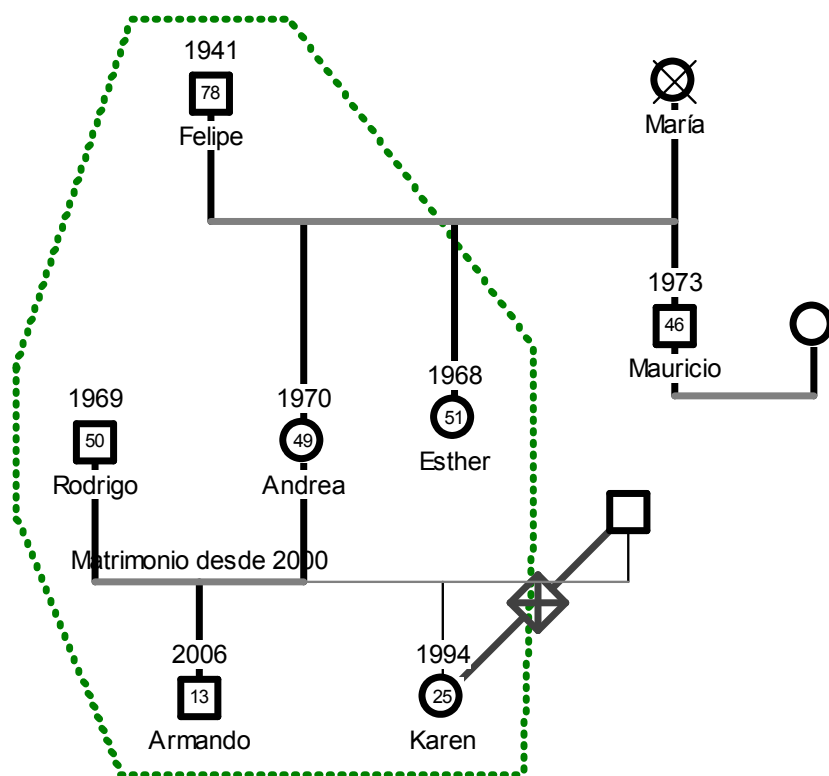 1941
78
Felipe
María
1973
46
Mauricio
1968
51
Esther
1969
50
Rodrigo
1970
49
Andrea
Matrimonio desde 2000
2006
13
Armando
1994
25
Karen